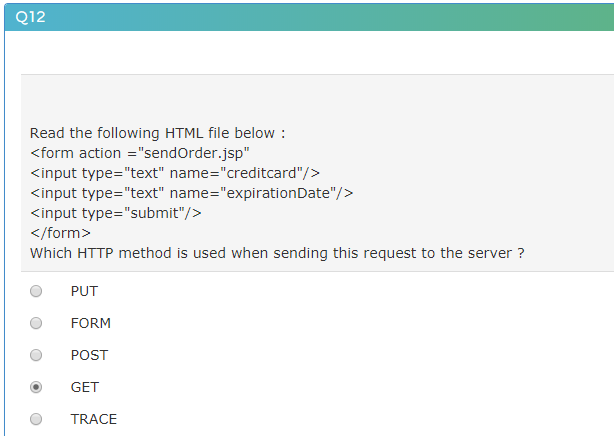 Q12
Read the following HTML file below :
<form action ="sendOrder.jsp"
<input type="text" name="creditcard"/>
<input type="text" name="expirationDate"/>
<input type="submit"/>
</form>
Which HTTP method is used when sending this request to the server ?
PUT
FORM
POST
GET
TRACE